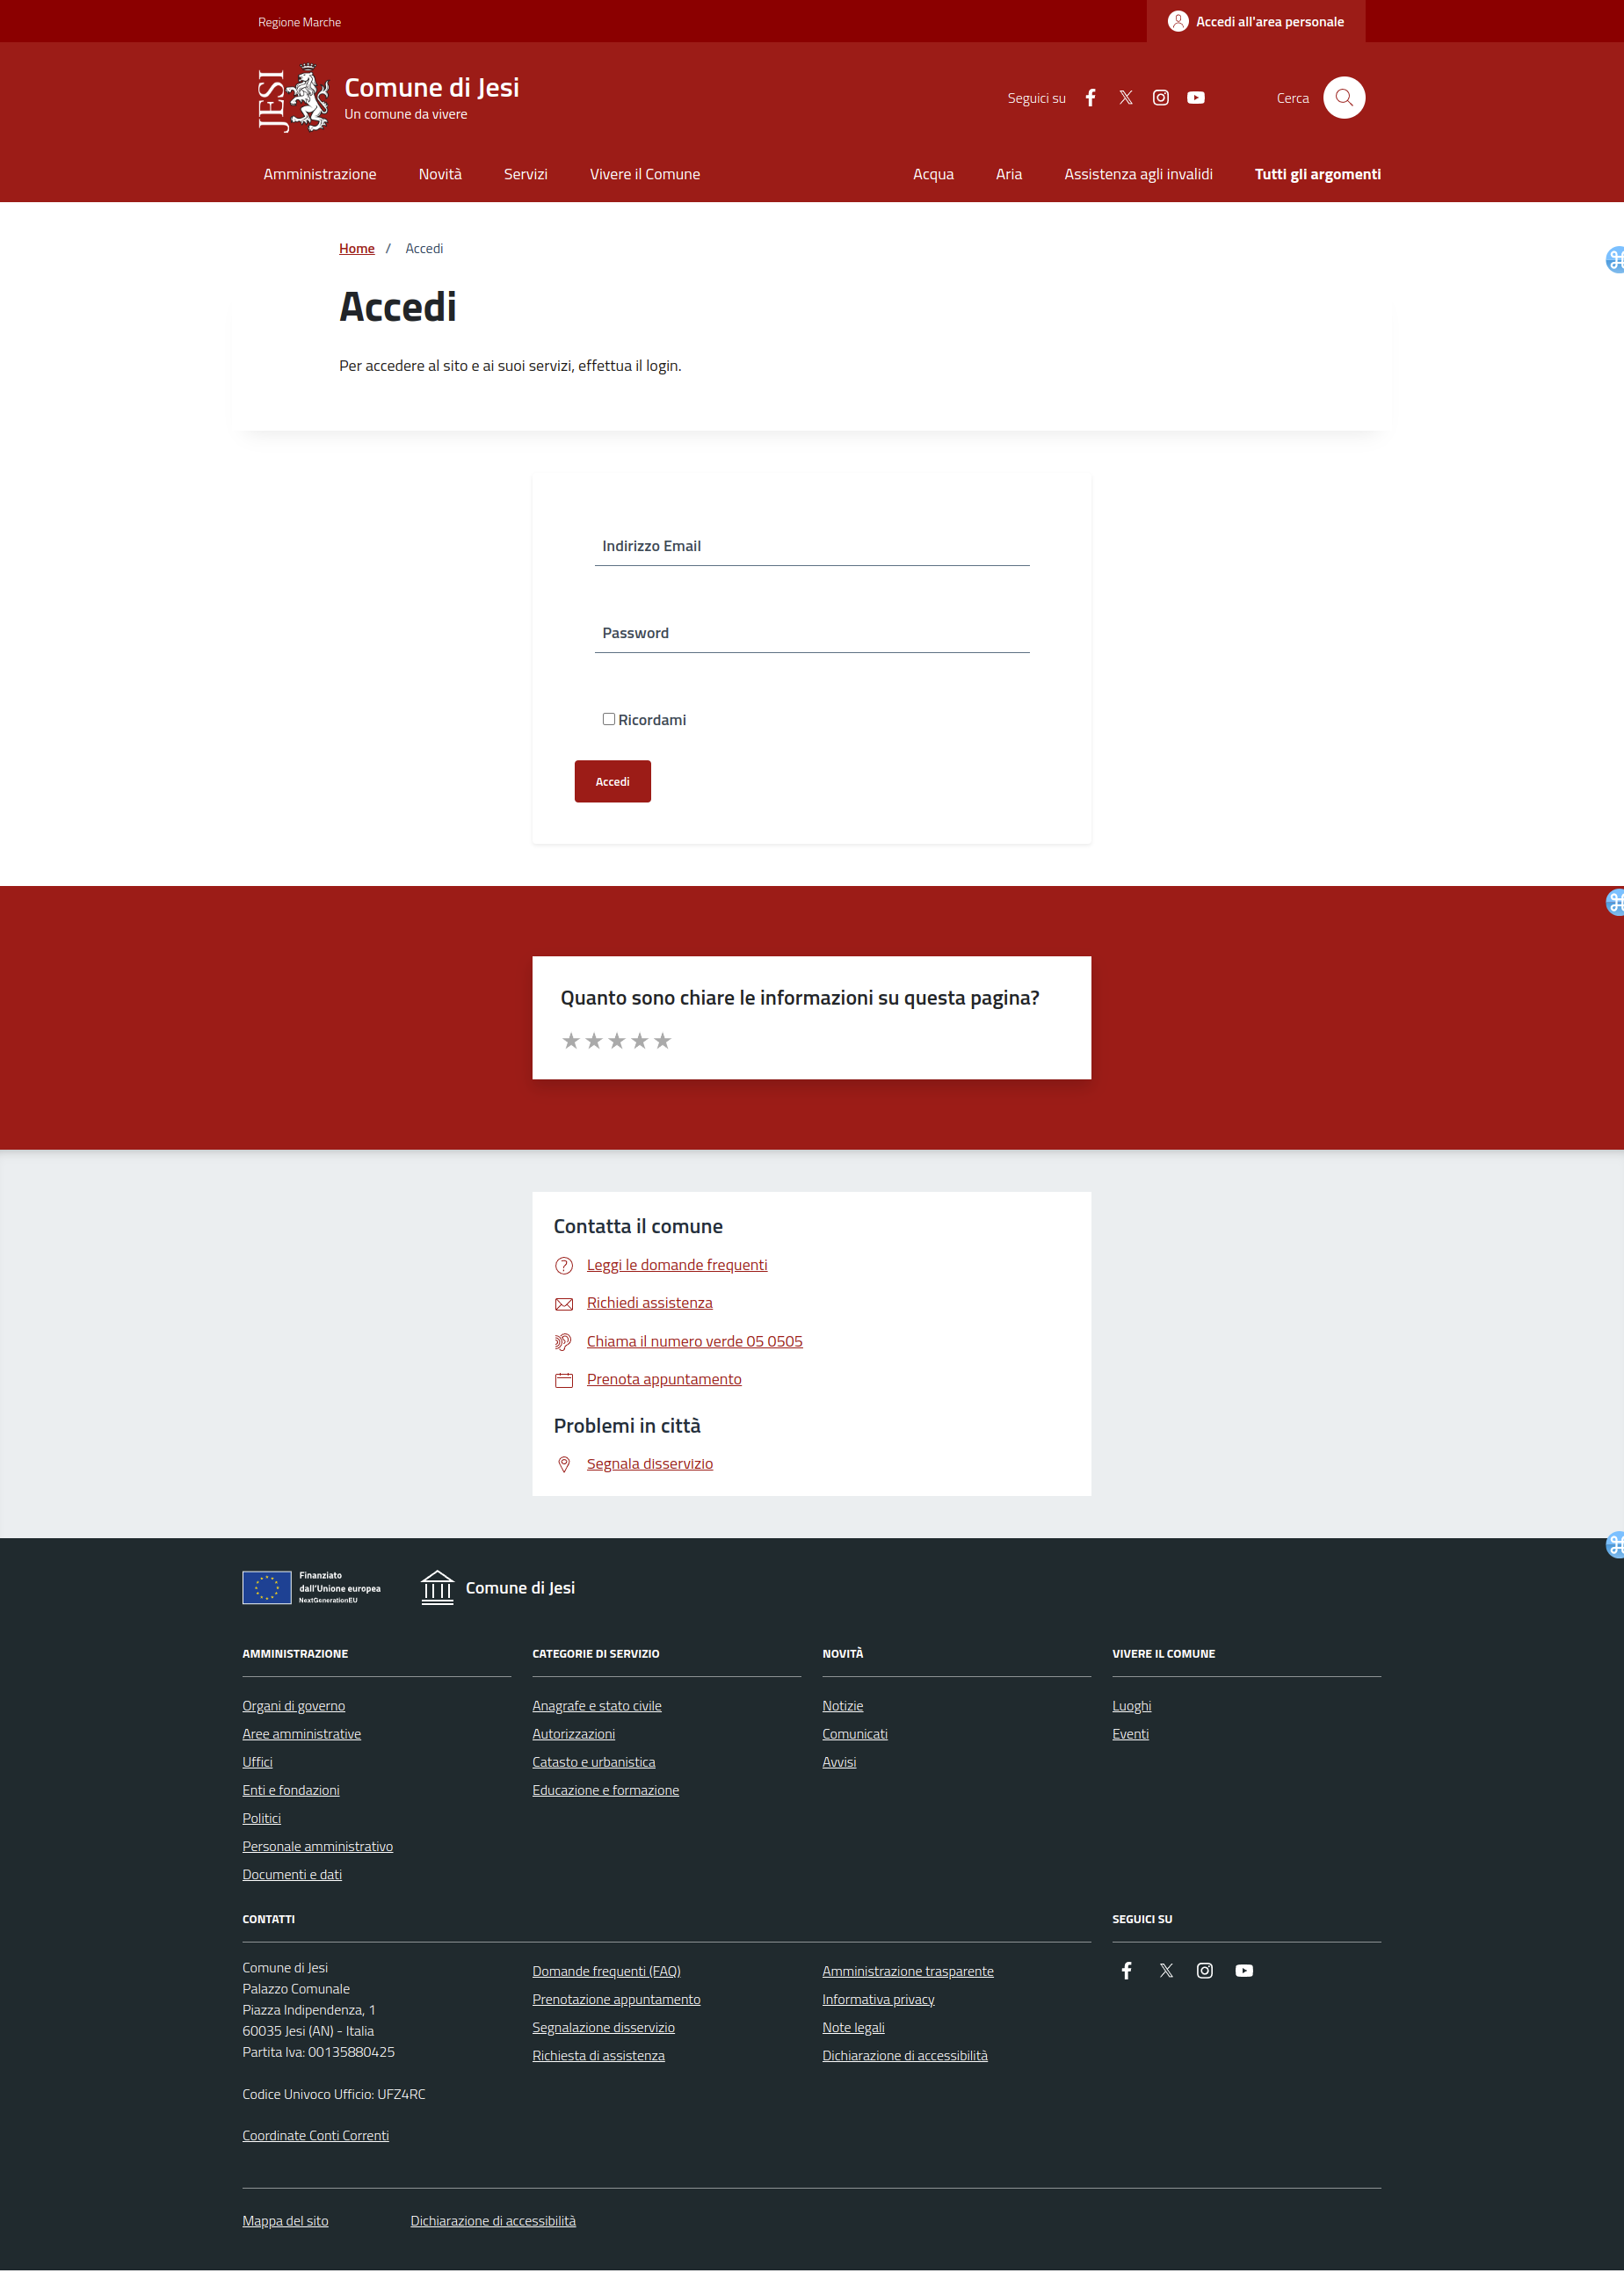 Regione Marche
Accedi all'area personale
JESI
Comune di Jesi
Un comune da vivere
Seguici su
Cerca
Amministrazione
Novità
Servizi
Vivere il Comune
Acqua
Aria
Assistenza agli invalidi
Tutti gli argomenti
Home / Accedi
Accedi
Per accedere al sito e ai suoi servizi, effettua il login.
Indirizzo Email
Password
Ricordami
Accedi
Quanto sono chiare le informazioni su questa pagina?
Contatta il comune
Leggi le domande frequenti
Richiedi assistenza
Chiama il numero verde 05 0505
Prenota appuntamento
Problemi in città
Segnala disservizio
Finanziato
dall'Unione europea
NextGenerationEU
Comune di Jesi
AMMINISTRAZIONE
Organi di governo
Aree amministrative
Uffici
Enti e fondazioni
Politici
Personale amministrativo
Documenti e dati
CATEGORIE DI SERVIZIO
Anagrafe e stato civile
Autorizzazioni
Catasto e urbanistica
Educazione e formazione
NOVITÀ
Notizie
Comunicati
Avvisi
VIVERE IL COMUNE
Luoghi
Eventi
CONTATTI
Comune di Jesi
Palazzo Comunale
Piazza Indipendenza, 1
60035 Jesi (AN) - Italia
Partita Iva: 00135880425
Codice Univoco Ufficio: UFZ4RC
Coordinate Conti Correnti
Domande frequenti (FAQ)
Prenotazione appuntamento
Segnalazione disservizio
Richiesta di assistenza
Amministrazione trasparente
Informativa privacy
Note legali
Dichiarazione di accessibilità
SEGUICI SU
Mappa del sito
Dichiarazione di accessibilità